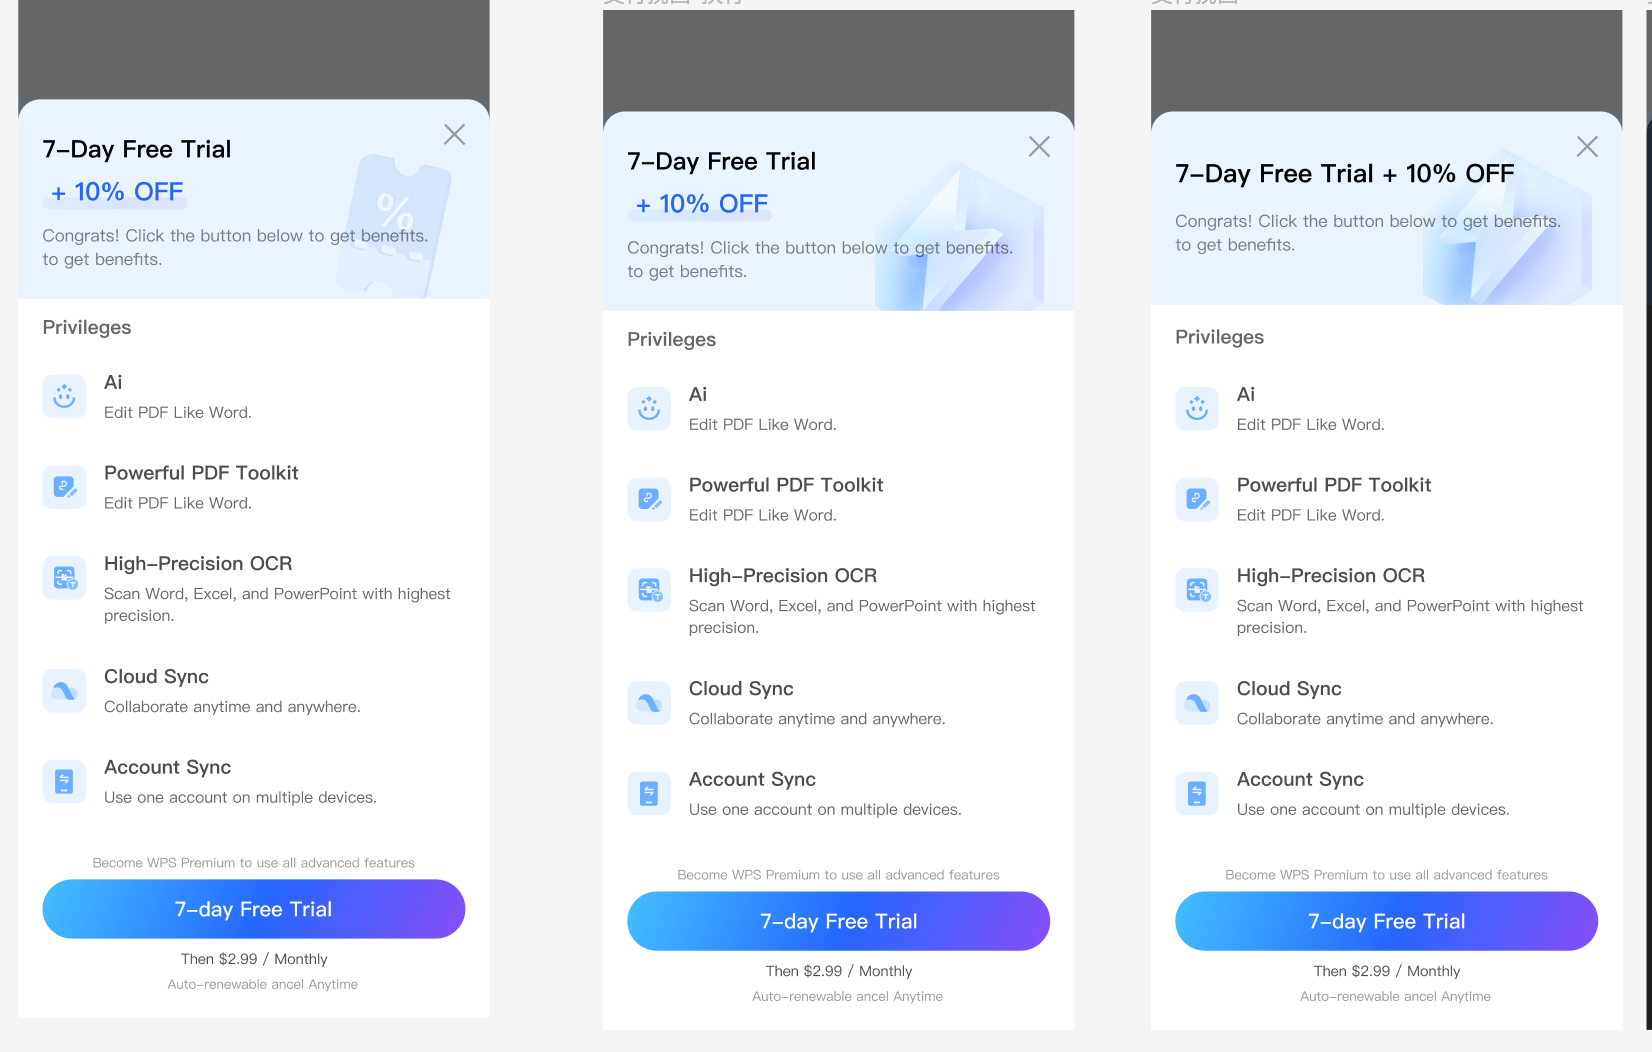 7-Day Free Trial
+ 10% OFF
Congrats! Click the button below to get benefits.
to get benefits.
%
Privileges
Ai
Edit PDF Like Word.
Powerful PDF Toolkit
Edit PDF Like Word.
High-Precision OCR
Scan Word, Excel, and PowerPoint with highest
precision.
Cloud Sync
Collaborate anytime and anywhere.
Account Sync
Use one account on multiple devices.
Become WPS Premium to use all advanced features
7-day Free Trial
Then $2.99 / Monthly
Auto-renewable ancel Anytime
7-Day Free Trial
+ 10% OFF
Congrats! Click the button below to get benefits.
to get benefits.
Privileges
Ai
Edit PDF Like Word.
Powerful PDF Toolkit
Edit PDF Like Word.
High-Precision OCR
Scan Word, Excel, and PowerPoint with highest
precision.
Cloud Sync
Collaborate anytime and anywhere.
Account Sync
Use one account on multiple devices.
Become WPS Premium to use all advanced features
7-day Free Trial
Then $2.99 / Monthly
Auto-renewable ancel Anytime
7-Day Free Trial + 10% OFF
Congrats! Click the button below to get benefits.
to get benefits.
Privileges
Ai
Edit PDF Like Word.
Powerful PDF Toolkit
Edit PDF Like Word.
High-Precision OCR
Scan Word, Excel, and PowerPoint with highest
precision.
Cloud Sync
Collaborate anytime and anywhere.
Account Sync
Use one account on multiple devices.
Become WPS Premium to use all advanced features
7-day Free Trial
Then $2.99 / Monthly
Auto-renewable ancel Anytime